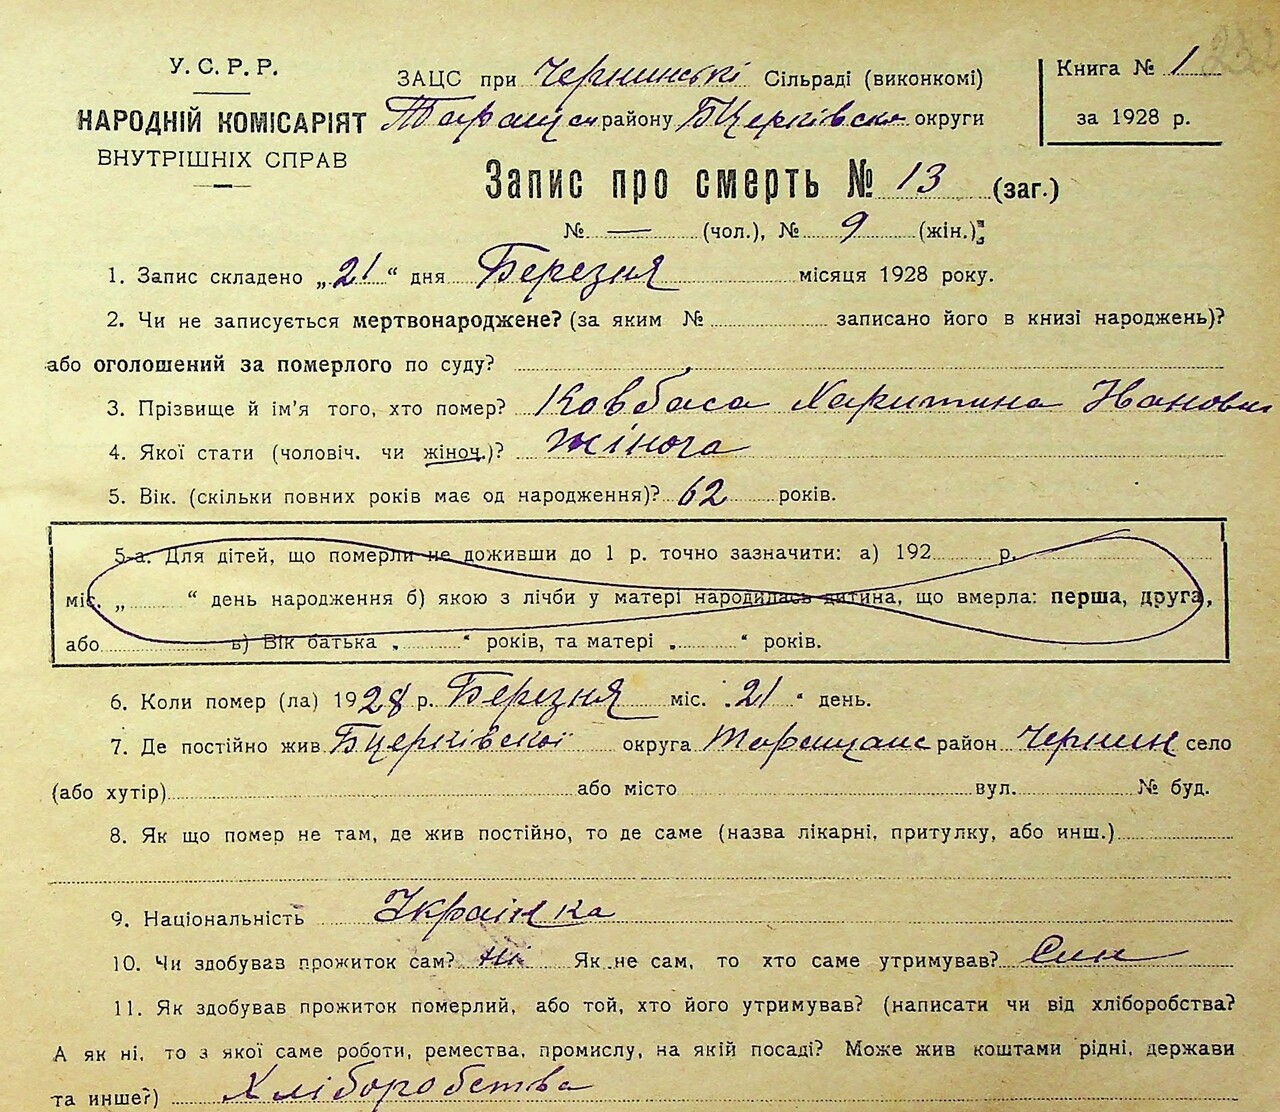 У. С. Р. Р.
НАРОДНІЙ КОМІСАРІЯТ
ВНУТРІШНІХ СПРАВ
ЗАЦС при Чернинські Сільраді (виконкомі)
Таращан району БЦерківськ округи
Книга № 1
за 1928 р.
Запис про смерть № 13 (заг.)
№ — (чол.), № 9 (жін.)
1. Запис складено „21“ дня Березня місяця 1928 року.
2. Чи не записується мертвонароджене? (за яким № записано його в книзі народжень)?
або оголошений за померлого по суду?
3. Прізвище й ім'я того, хто помер? Ковбаса Харитина Івановна
4. Якої стати (чоловіч. чи жіноч.)? Жіноча
5. Вік. (скільки повних років має од народження)? 62 років.
5-а. Для дітей, що померли не доживши до 1 р. точно зазначити: а) 192 р.
міс. „ “ день народження б) якою з лічби у матері народилась дитина, що вмерла: перша, друга,
або в) Вік батька „ “ років, та матері „ “ років.
6. Коли помер (ла) 1928 р. Березня міс. „21“ день.
7. Де постійно жив БЦерківскої округа Таращанс район Чернин село
(або хутір) або місто вул. № буд.
8. Як що помер не там, де жив постійно, то де саме (назва лікарні, притулку, або инш.)
9. Національність Українка
10. Чи здобував прожиток сам? ні Як не сам, то хто саме утримував? Син
11. Як здобував прожиток померлий, або той, хто його утримував? (написати чи від хліборобства?
А як ні, то з якої саме роботи, ремества, промислу, на якій посаді? Може жив коштами рідні, держави
та инше?) Хліборобства